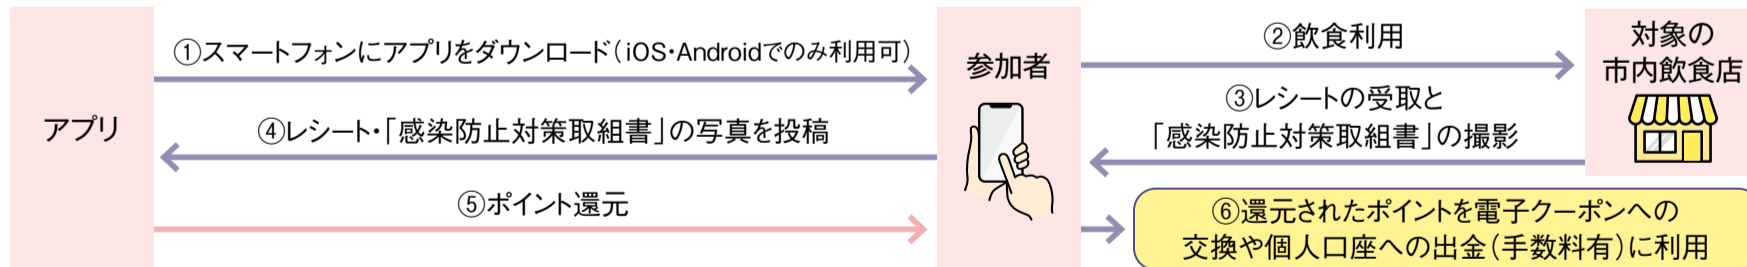 アプリ
①スマートフォンにアプリをダウンロード(iOS・Androidでのみ利用可)
④レシート・「感染防止対策取組書」の写真を投稿
⑤ポイント還元
参加者
②飲食利用
③レシートの受取と
「感染防止対策取組書」の撮影
対象の
市内飲食店
⑥還元されたポイントを電子クーポンへの
交換や個人口座への出金(手数料有)に利用